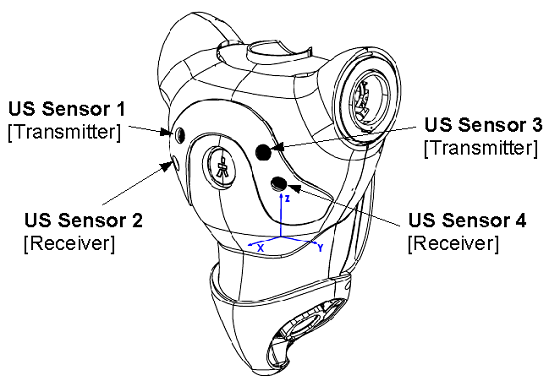 US Sensor 1
[Transmitter]
US Sensor 3
[Transmitter]
US Sensor 2
[Receiver]
US Sensor 4
[Receiver]
Z
X
Y